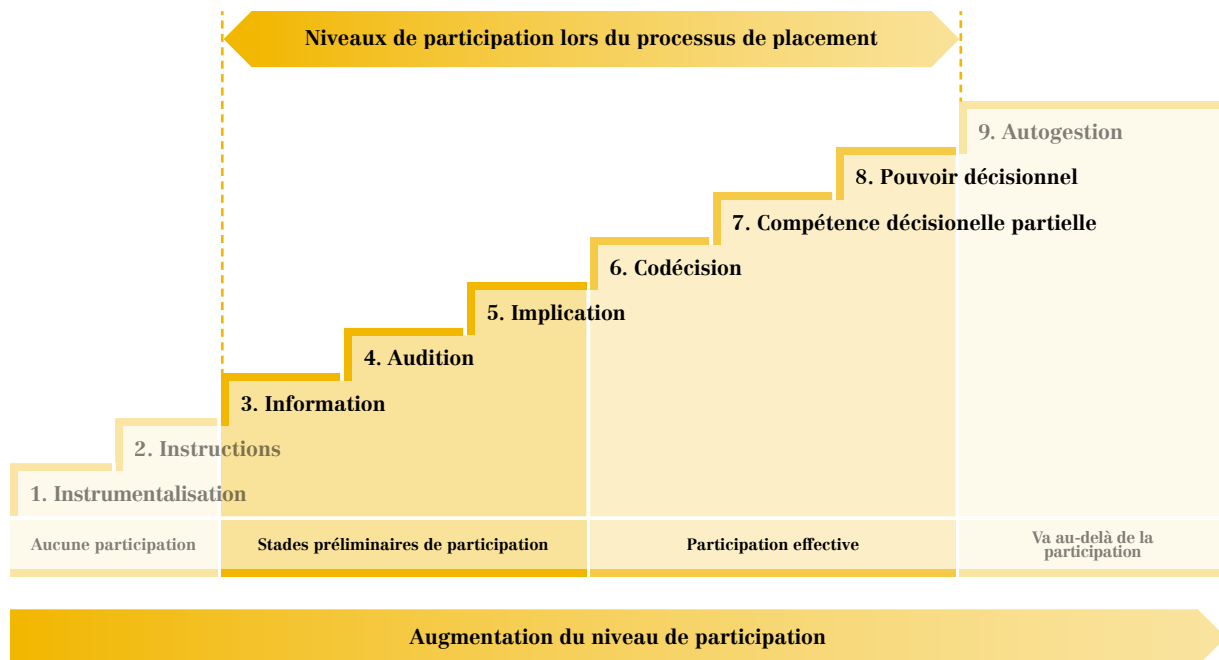 Niveaux de participation lors du processus de placement
9. Autogestion
8. Pouvoir décisionnel
7. Compétence décisionelle partielle
6. Codécision
5. Implication
4. Audition
3. Information
2. Instructions
1. Instrumentalisation
Aucune participation
Stades préliminaires de participation
Participation effective
Va au-delà de la
participation
Augmentation du niveau de participation